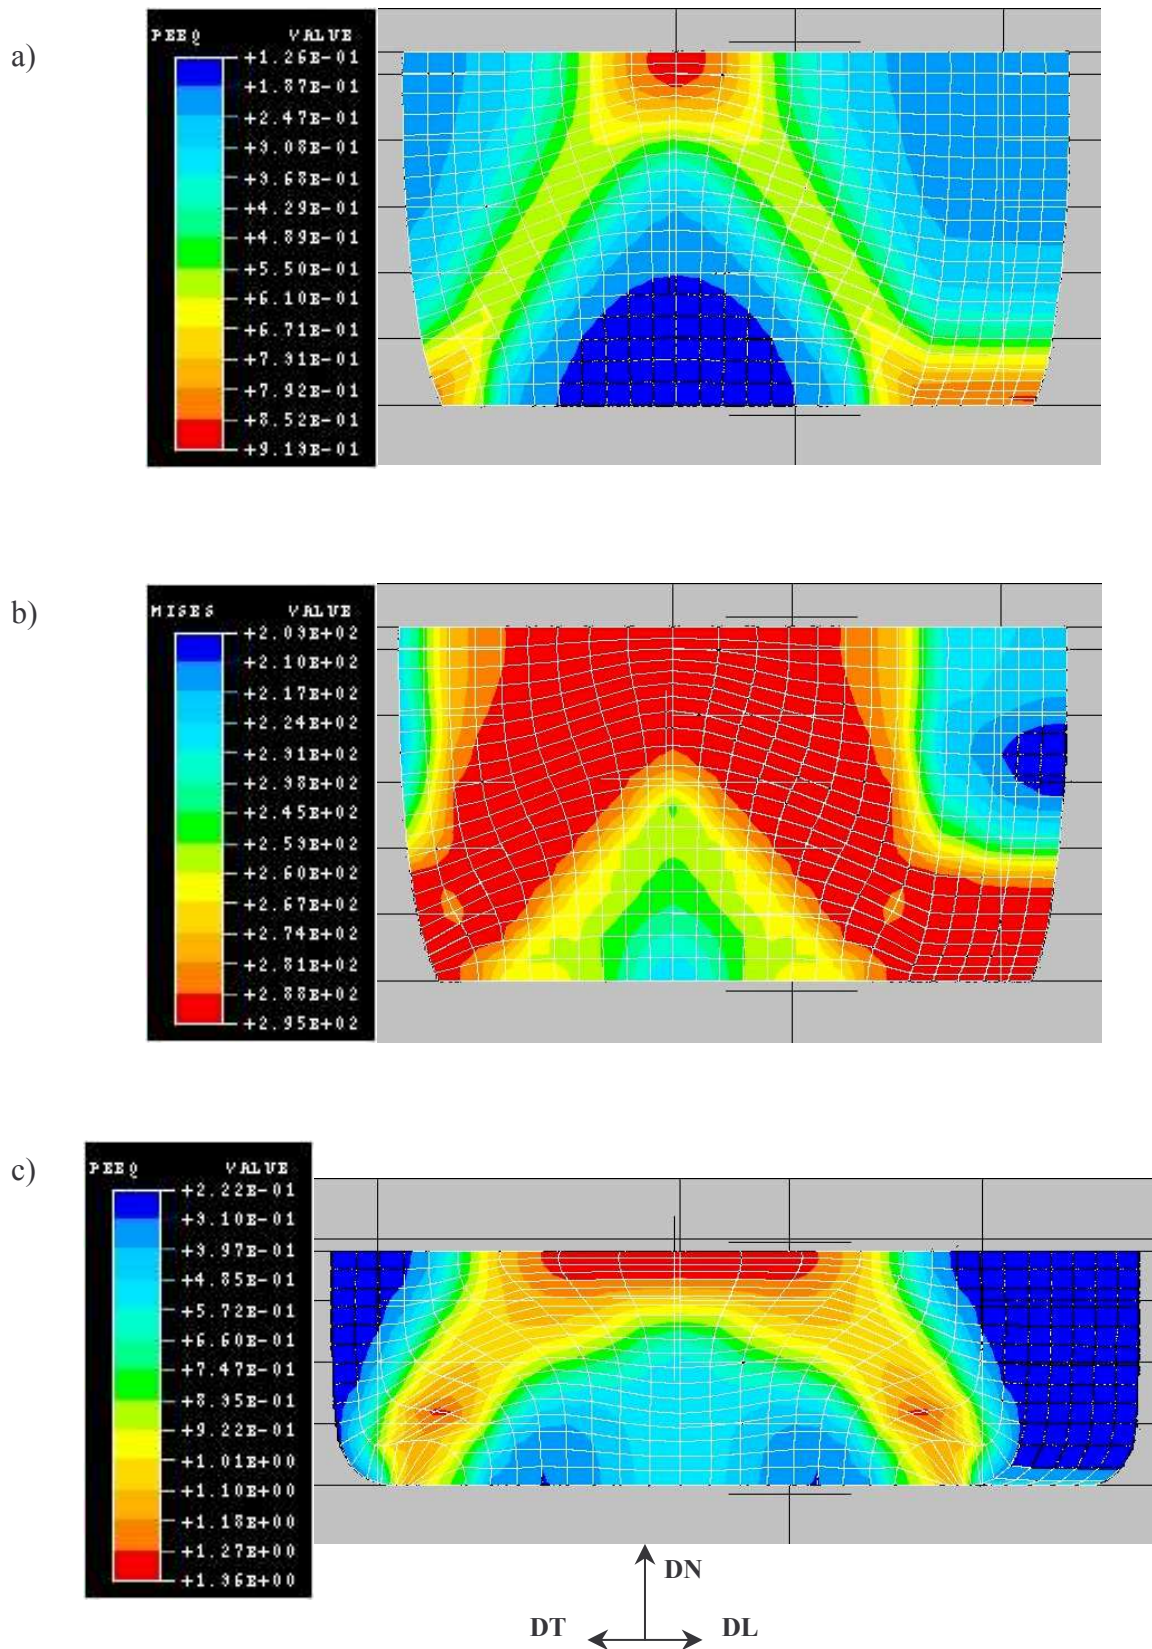 a)
PEEQ VALUE
+1.26E-01
+1.87E-01
+2.47E-01
+3.08E-01
+3.68E-01
+4.29E-01
+4.89E-01
+5.50E-01
+6.10E-01
+6.71E-01
+7.31E-01
+7.92E-01
+8.52E-01
+9.13E-01
b)
MISES VALUE
+2.03E+02
+2.10E+02
+2.17E+02
+2.24E+02
+2.31E+02
+2.38E+02
+2.45E+02
+2.53E+02
+2.60E+02
+2.67E+02
+2.74E+02
+2.81E+02
+2.88E+02
+2.95E+02
c)
PEEQ VALUE
+2.22E-01
+3.10E-01
+3.97E-01
+4.85E-01
+5.72E-01
+6.60E-01
+7.47E-01
+8.35E-01
+9.22E-01
+1.01E+00
+1.10E+00
+1.18E+00
+1.27E+00
+1.36E+00
DN
DT DL